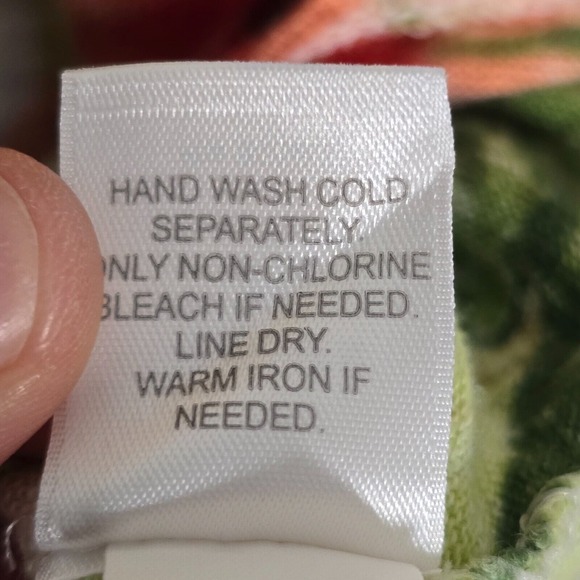 HAND WASH COLD
SEPARATELY.
ONLY NON-CHLORINE
BLEACH IF NEEDED.
LINE DRY.
WARM IRON IF
NEEDED.